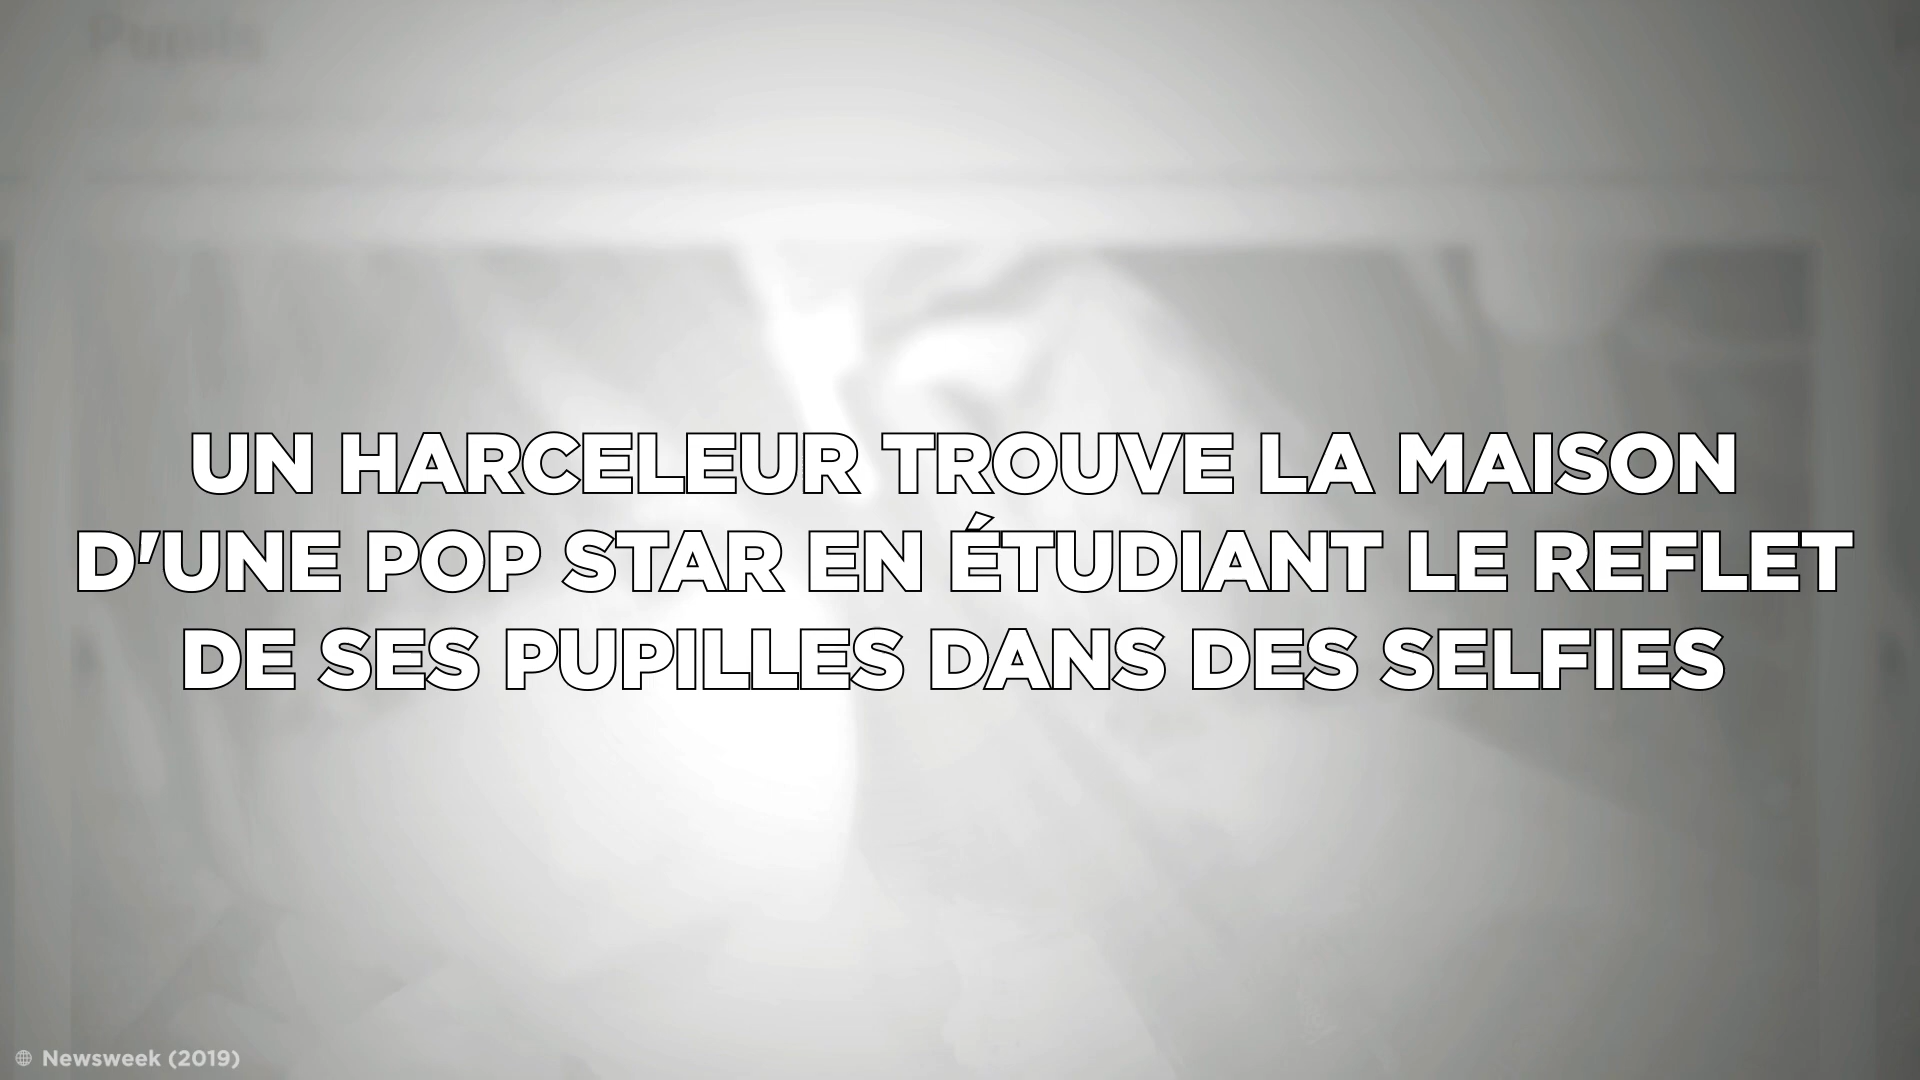 Pupils
UN HARCELEUR TROUVE LA MAISON
D'UNE POP STAR EN ÉTUDIANT LE REFLET
DE SES PUPILLES DANS DES SELFIES
Newsweek (2019)